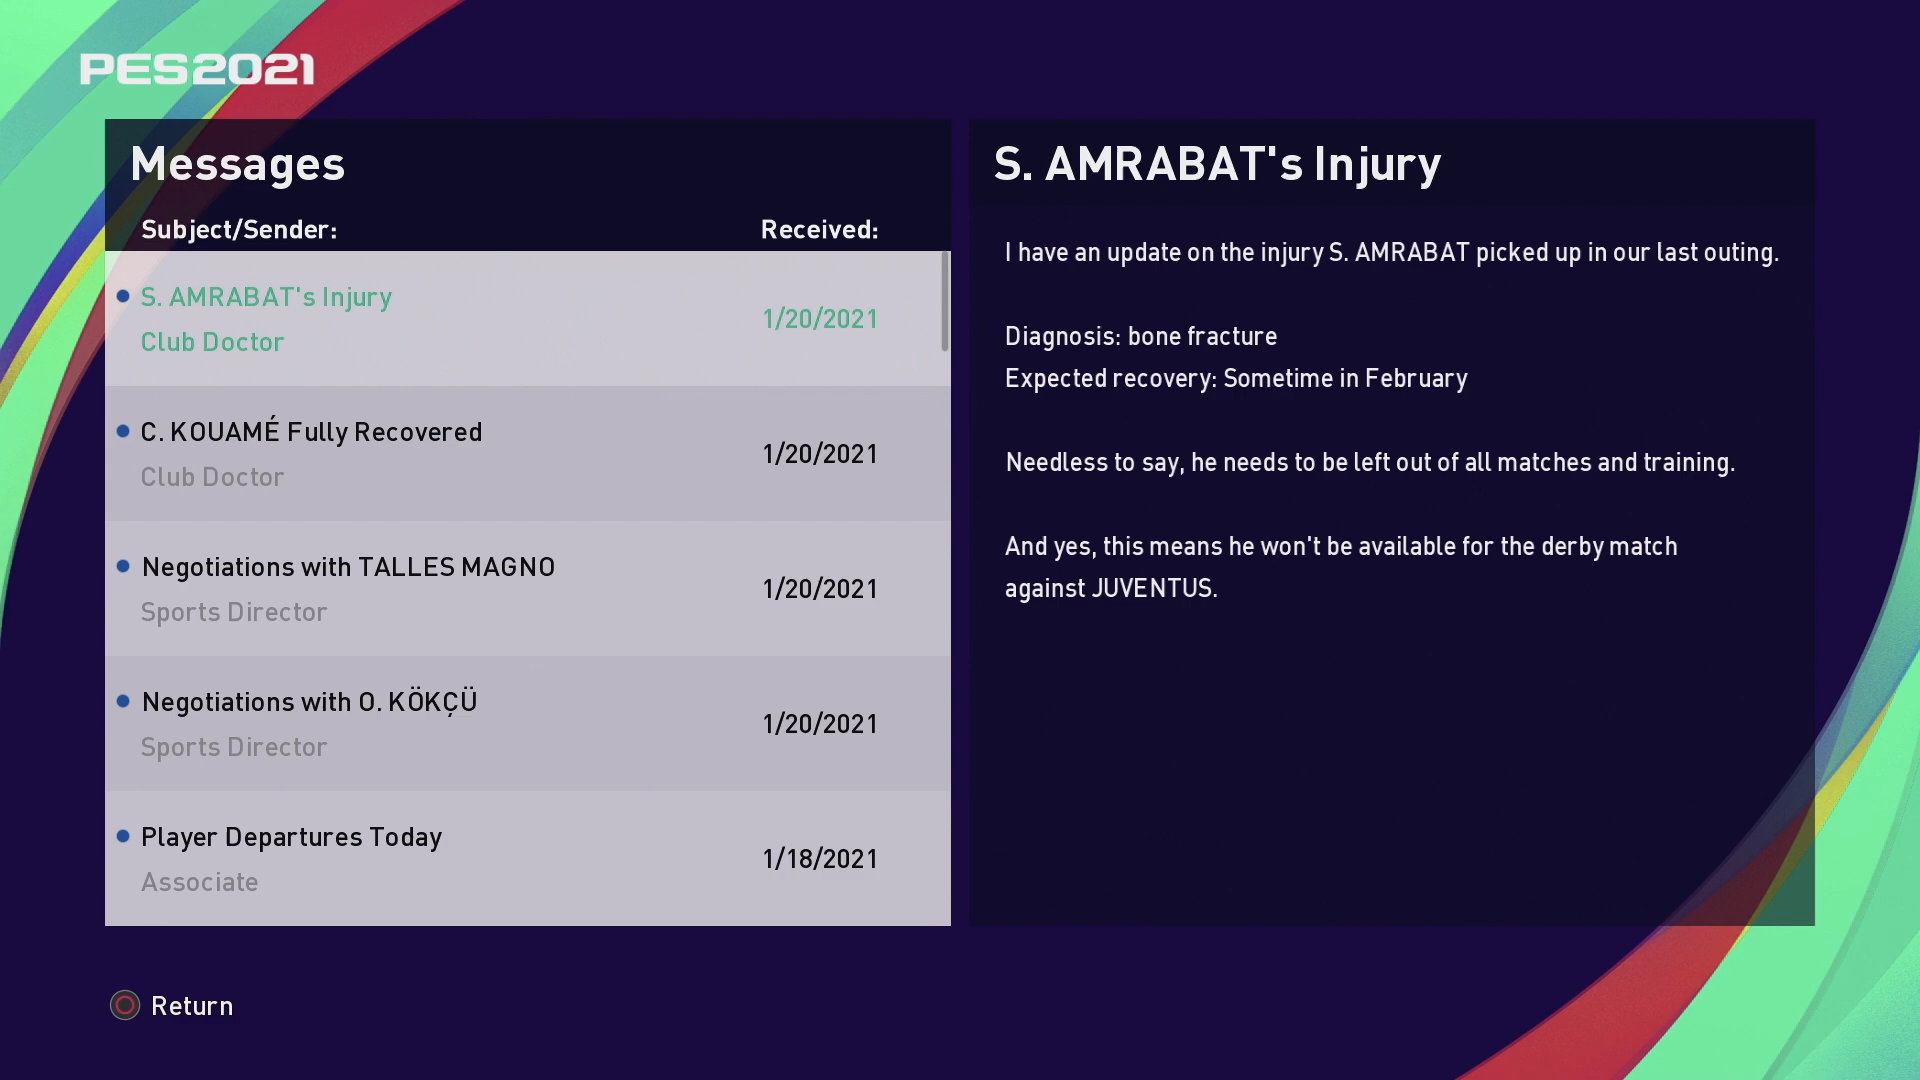 PES2021
Messages
Subject/Sender: Received:
S. AMRABAT's Injury
Club Doctor
1/20/2021
C. KOUAMÉ Fully Recovered
Club Doctor
1/20/2021
Negotiations with TALLES MAGNO
Sports Director
1/20/2021
Negotiations with O. KÖKÇÜ
Sports Director
1/20/2021
Player Departures Today
Associate
1/18/2021
S. AMRABAT's Injury
I have an update on the injury S. AMRABAT picked up in our last outing.
Diagnosis: bone fracture
Expected recovery: Sometime in February
Needless to say, he needs to be left out of all matches and training.
And yes, this means he won't be available for the derby match
against JUVENTUS.
Return